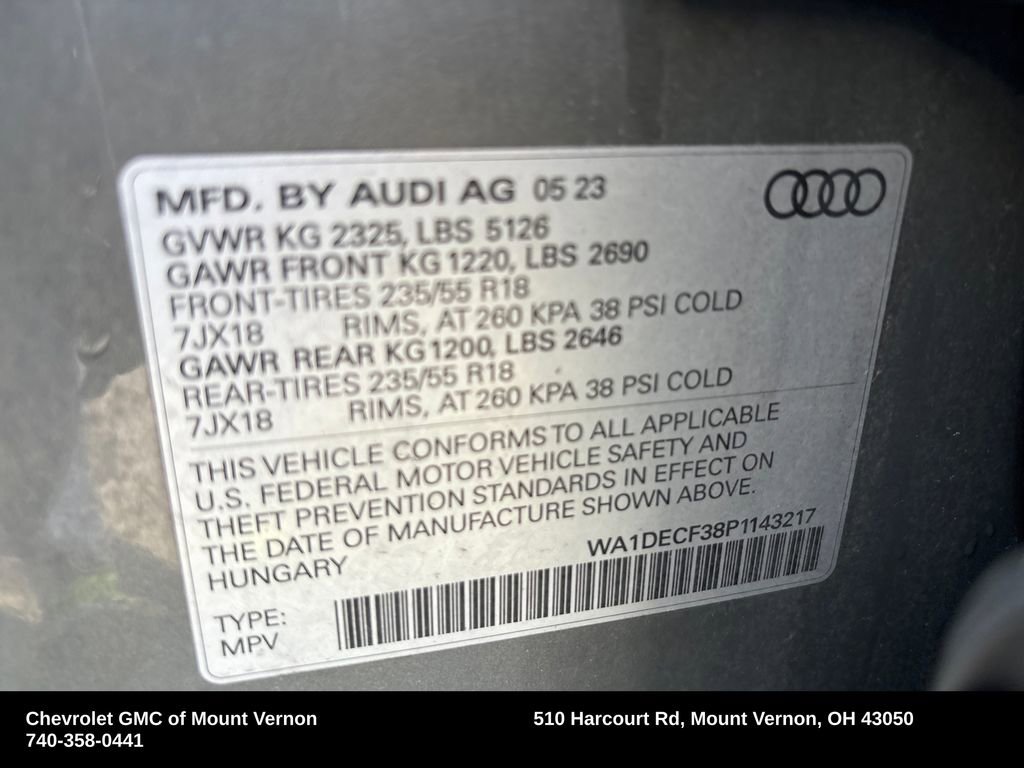 MFD. BY AUDI AG 05 23
GVWR KG 2325, LBS 5126
GAWR FRONT KG 1220, LBS 2690
FRONT-TIRES 235/55 R18
7JX18 RIMS, AT 260 KPA 38 PSI COLD
GAWR REAR KG 1200, LBS 2646
REAR-TIRES 235/55 R18
7JX18 RIMS, AT 260 KPA 38 PSI COLD
THIS VEHICLE CONFORMS TO ALL APPLICABLE
U.S. FEDERAL MOTOR VEHICLE SAFETY AND
THEFT PREVENTION STANDARDS IN EFFECT ON
THE DATE OF MANUFACTURE SHOWN ABOVE.
HUNGARY WA1DECF38P1143217
TYPE:
MPV
Chevrolet GMC of Mount Vernon 510 Harcourt Rd, Mount Vernon, OH 43050
740-358-0441